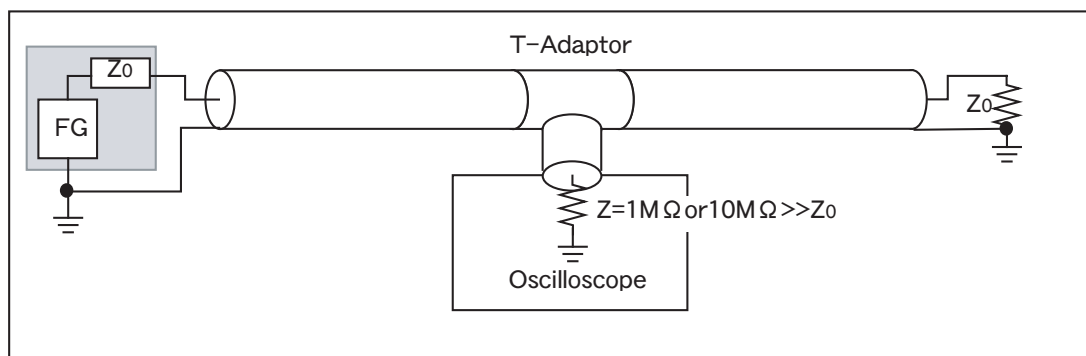 T-Adaptor
Z0
FG
Z0
Z=1MΩor10MΩ>>Z0
Oscilloscope